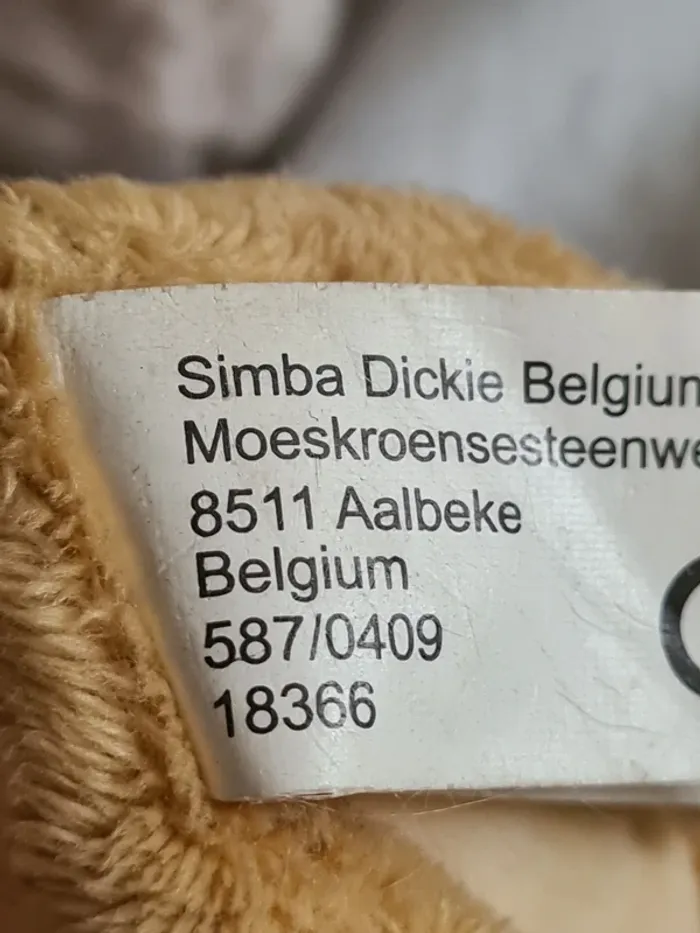 Simba Dickie Belgium
Moeskroensesteenwe
8511 Aalbeke
Belgium
587/0409
18366